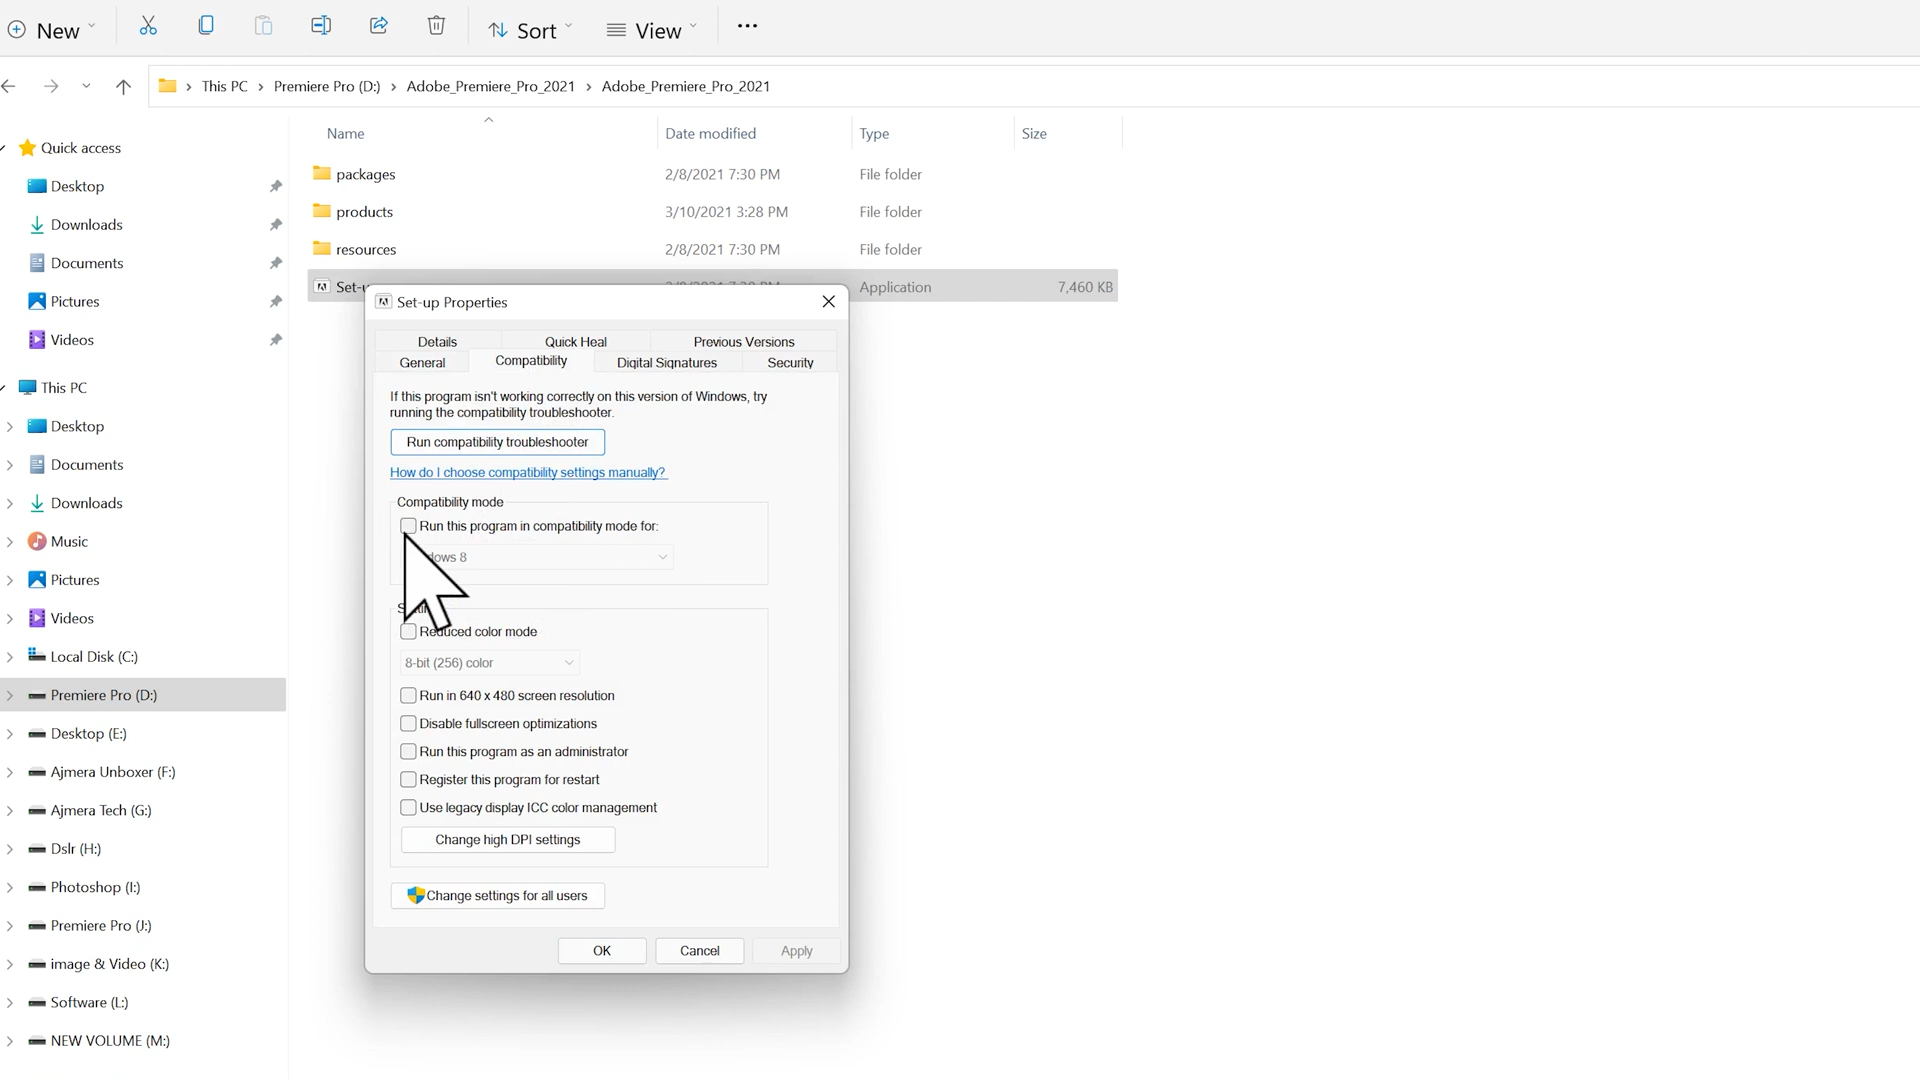 New
Sort
View
This PC
Premiere Pro (D:)
Adobe_Premiere_Pro_2021
Adobe_Premiere_Pro_2021
Name
Date modified
Type
Size
Quick access
Desktop
Downloads
Documents
Pictures
Videos
This PC
Desktop
Documents
Downloads
Music
Pictures
Videos
Local Disk (C:)
Premiere Pro (D:)
Desktop (E:)
Ajmera Unboxer (F:)
Ajmera Tech (G:)
Dslr (H:)
Photoshop (I:)
Premiere Pro (J:)
image & Video (K:)
Software (L:)
NEW VOLUME (M:)
packages 2/8/2021 7:30 PM File folder
products 3/10/2021 3:28 PM File folder
resources 2/8/2021 7:30 PM File folder
Application 7,460 KB
Set-up Properties
Details
Quick Heal
Previous Versions
General
Compatibility
Digital Signatures
Security
If this program isn't working correctly on this version of Windows, try
running the compatibility troubleshooter.
Run compatibility troubleshooter
How do I choose compatibility settings manually?
Compatibility mode
Run this program in compatibility mode for:
8
Reduced color mode
8-bit (256) color
Run in 640 x 480 screen resolution
Disable fullscreen optimizations
Run this program as an administrator
Register this program for restart
Use legacy display ICC color management
Change high DPI settings
Change settings for all users
OK
Cancel
Apply